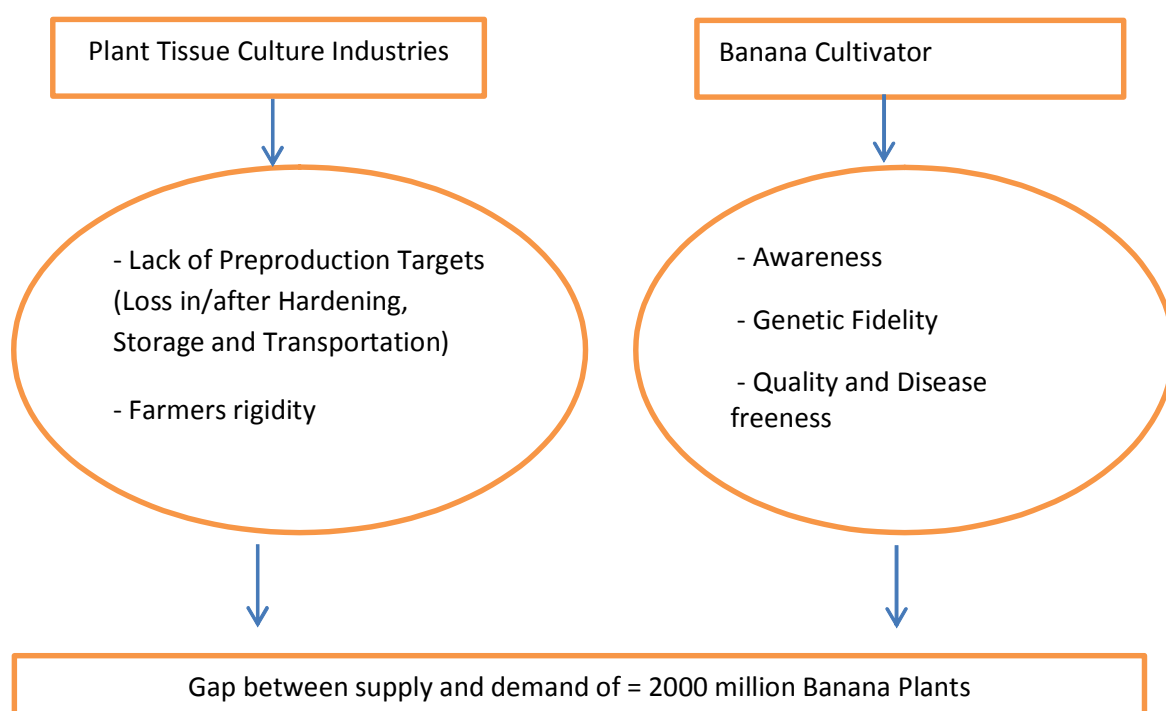 Plant Tissue Culture Industries
Banana Cultivator
- Lack of Preproduction Targets
(Loss in/after Hardening,
Storage and Transportation)
- Farmers rigidity
- Awareness
- Genetic Fidelity
- Quality and Disease
freeness
Gap between supply and demand of = 2000 million Banana Plants